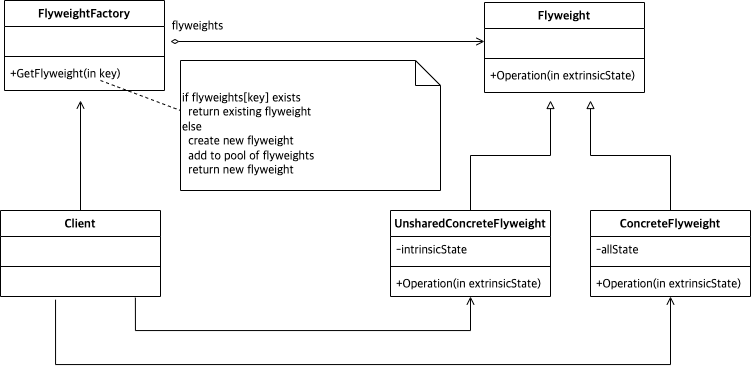 FlyweightFactory
+GetFlyweight(in key)
flyweights
Flyweight
+Operation(in extrinsicState)
if flyweights[key] exists
return existing flyweight
else
create new flyweight
add to pool of flyweights
return new flyweight
Client
UnsharedConcreteFlyweight
-intrinsicState
+Operation(in extrinsicState)
ConcreteFlyweight
-allState
+Operation(in extrinsicState)